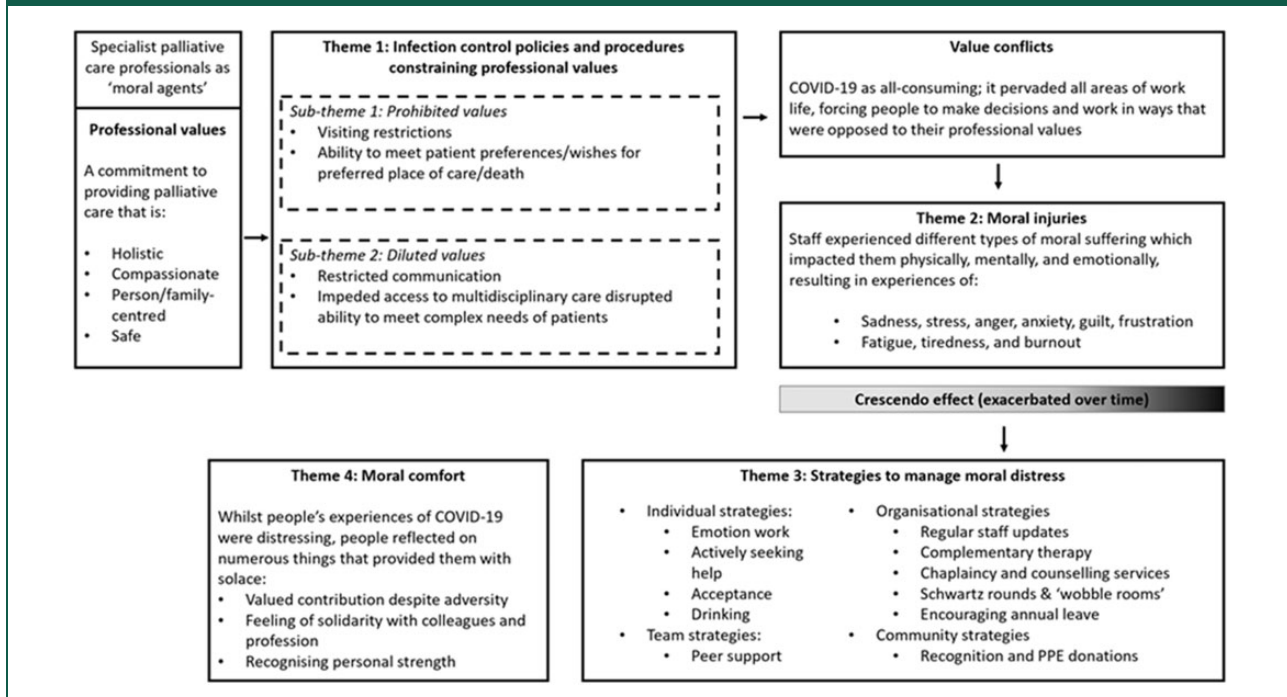 Specialist palliative
care professionals as
‘moral agents’
Professional values
A commitment to
providing palliative
care that is:
• Holistic
• Compassionate
• Person/family-
centred
• Safe
Theme 1: Infection control policies and procedures
constraining professional values
Sub-theme 1: Prohibited values
• Visiting restrictions
• Ability to meet patient preferences/wishes for
preferred place of care/death
Sub-theme 2: Diluted values
• Restricted communication
• Impeded access to multidisciplinary care disrupted
ability to meet complex needs of patients
Value conflicts
COVID-19 as all-consuming; it pervaded all areas of work
life, forcing people to make decisions and work in ways that
were opposed to their professional values
Theme 2: Moral injuries
Staff experienced different types of moral suffering which
impacted them physically, mentally, and emotionally,
resulting in experiences of:
• Sadness, stress, anger, anxiety, guilt, frustration
• Fatigue, tiredness, and burnout
Crescendo effect (exacerbated over time)
Theme 3: Strategies to manage moral distress
• Individual strategies:
• Emotion work
• Actively seeking
help
• Acceptance
• Drinking
• Team strategies:
• Peer support
• Organisational strategies
• Regular staff updates
• Complementary therapy
• Chaplaincy and counselling services
• Schwartz rounds & ‘wobble rooms’
• Encouraging annual leave
• Community strategies
• Recognition and PPE donations
Theme 4: Moral comfort
Whilst people’s experiences of COVID-19
were distressing, people reflected on
numerous things that provided them with
solace:
• Valued contribution despite adversity
• Feeling of solidarity with colleagues and
profession
• Recognising personal strength